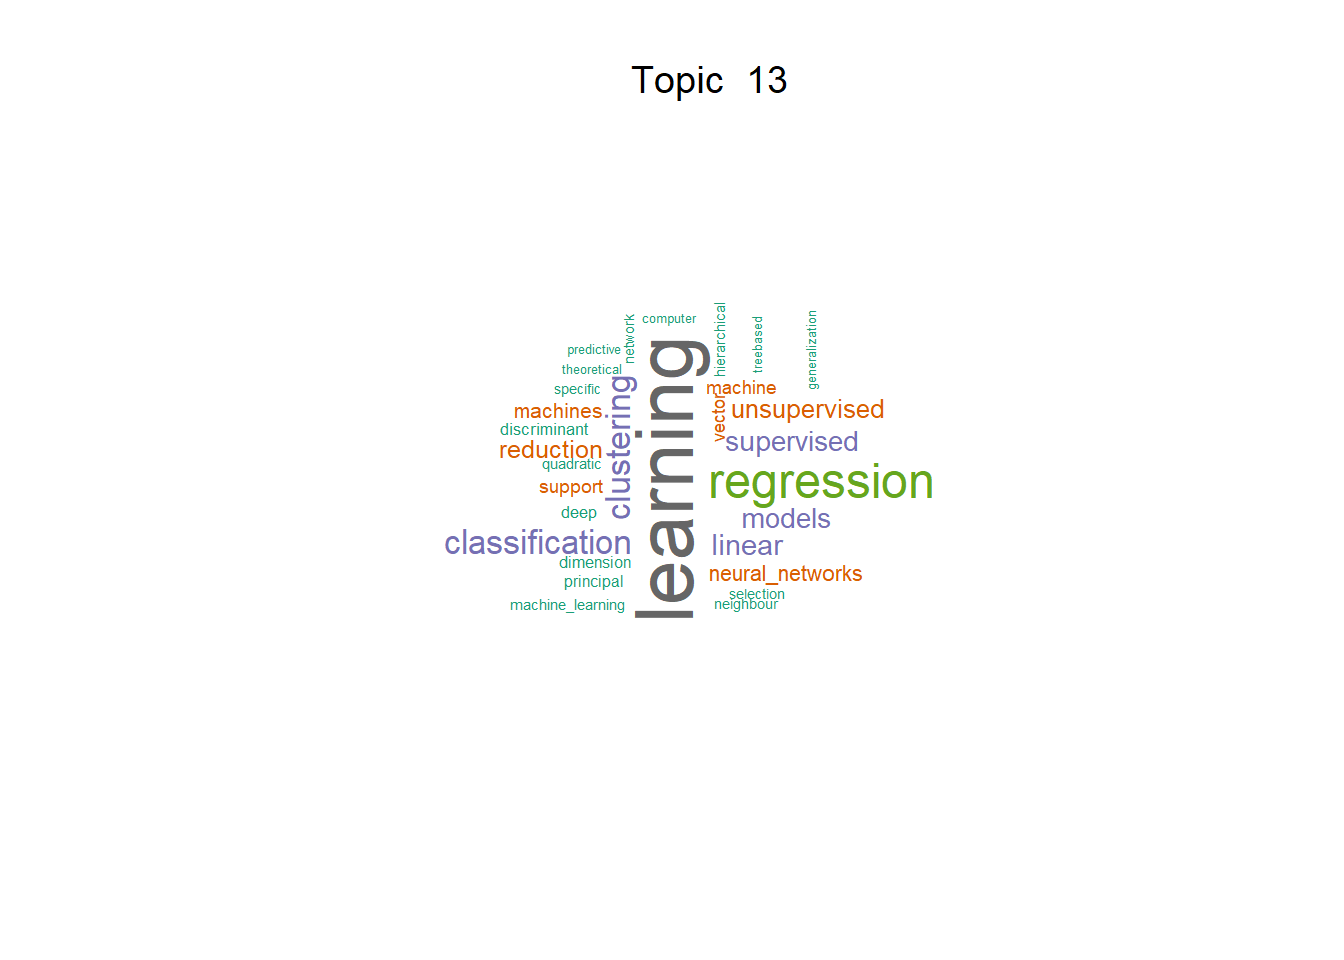 Topic 13
computer
network
hierarchical
treebased
generalization
predictive
theoretical
specific
machine
machines
clustering
learning
vector
unsupervised
discriminant
supervised
reduction
quadratic
regression
support
deep
models
classification
linear
dimension
neural_networks
principal
selection
machine_learning
neighbour